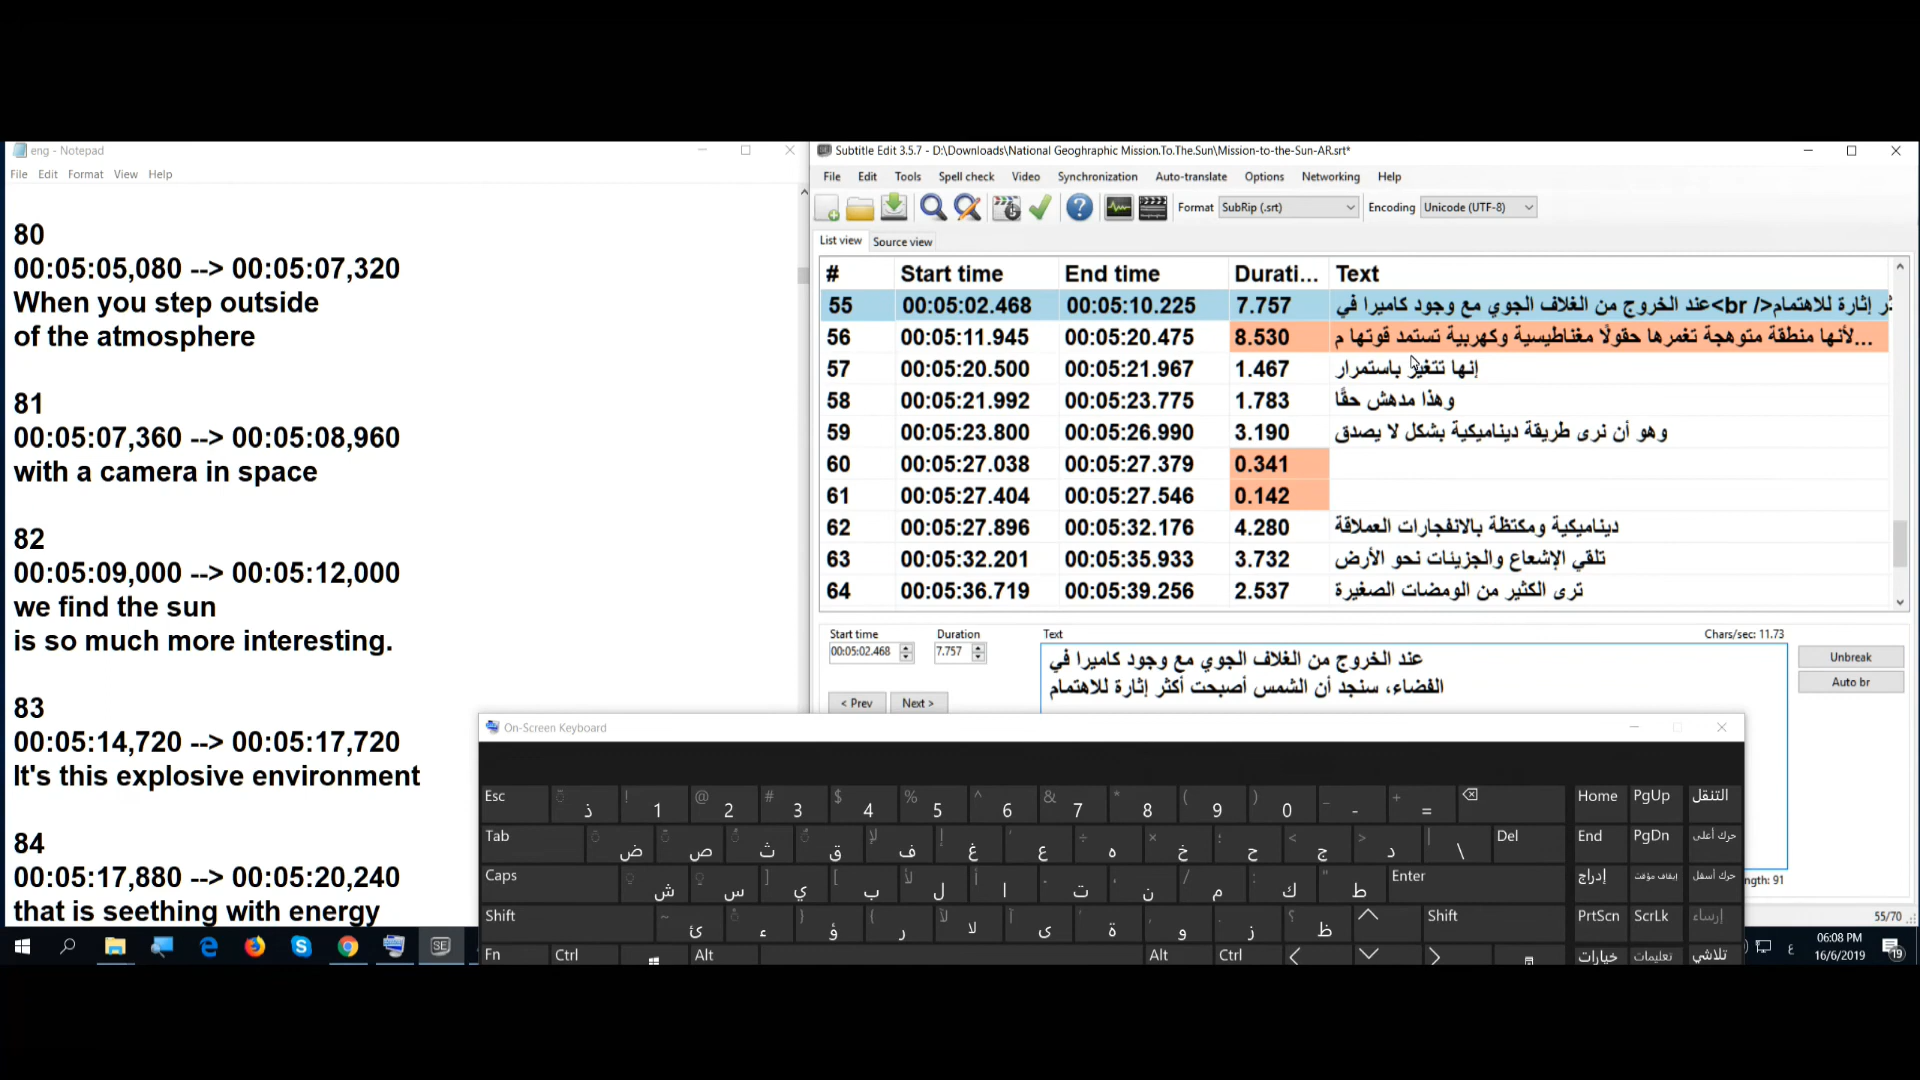 eng - Notepad
File Edit Format View Help
80
00:05:05,080 --> 00:05:07,320
When you step outside
of the atmosphere
81
00:05:07,360 --> 00:05:08,960
with a camera in space
82
00:05:09,000 --> 00:05:12,000
we find the sun
is so much more interesting.
83
00:05:14,720 --> 00:05:17,720
It's this explosive environment
84
00:05:17,880 --> 00:05:20,240
that is seething with energy
Subtitle Edit 3.5.7 - D:\Downloads\National Geoghraphic Mission.To.The.Sun\Mission-to-the-Sun-AR.srt*
File Edit Tools Spell check Video Synchronization Auto-translate Options Networking Help
Format SubRip (.srt) Encoding Unicode (UTF-8)
List view Source view
# Start time End time Durati... Text
55 00:05:02.468 00:05:10.225 7.757 عند الخروج من الغلاف الجوي مع وجود كاميرا في<br /> إثارة للاهتمام
56 00:05:11.945 00:05:20.475 8.530 لأنها منطقة متوهجة تغمرها حقولًا مغناطيسية وكهربية تستمد قوتها م...
57 00:05:20.500 00:05:21.967 1.467 إنها تتغير باستمرار
58 00:05:21.992 00:05:23.775 1.783 وهذا مدهش حقًا
59 00:05:23.800 00:05:26.990 3.190 وهو أن نرى طريقة ديناميكية بشكل لا يصدق
60 00:05:27.038 00:05:27.379 0.341
61 00:05:27.404 00:05:27.546 0.142
62 00:05:27.896 00:05:32.176 4.280 ديناميكية ومكتظة بالانفجارات العملاقة
63 00:05:32.201 00:05:35.933 3.732 تلقي الإشعاع والجزيئات نحو الأرض
64 00:05:36.719 00:05:39.256 2.537 ترى الكثير من الومضات الصغيرة
Start time Duration Text Chars/sec: 11.73
00:05:02.468 7.757
عند الخروج من الغلاف الجوي مع وجود كاميرا في
الفضاء، سنجد أن الشمس أصبحت أكثر إثارة للاهتمام
Unbreak
Auto br
< Prev Next >
ngth: 91
55/70
On-Screen Keyboard
Esc ذ ! 1 @ 2 # 3 $ 4 % 5 ^ 6 & 7 * 8 ( 9 ) 0 _ - + = Home PgUp التنقل
Tab ض ص ث ق ف غ ع ه خ ح ج د \ Del End PgDn حرك أعلى
Caps ش س ي ب ل ا ت ن م ك ط Enter إدراج إيقاف مؤقت حرك أسفل
Shift ئ ء ؤ ر لا ى ة و ز ظ Shift PrtScn ScrLk إرساء
Fn Ctrl Alt Alt Ctrl خيارات تعليمات تلاشي
SE
ع
06:08 PM
16/6/2019
19